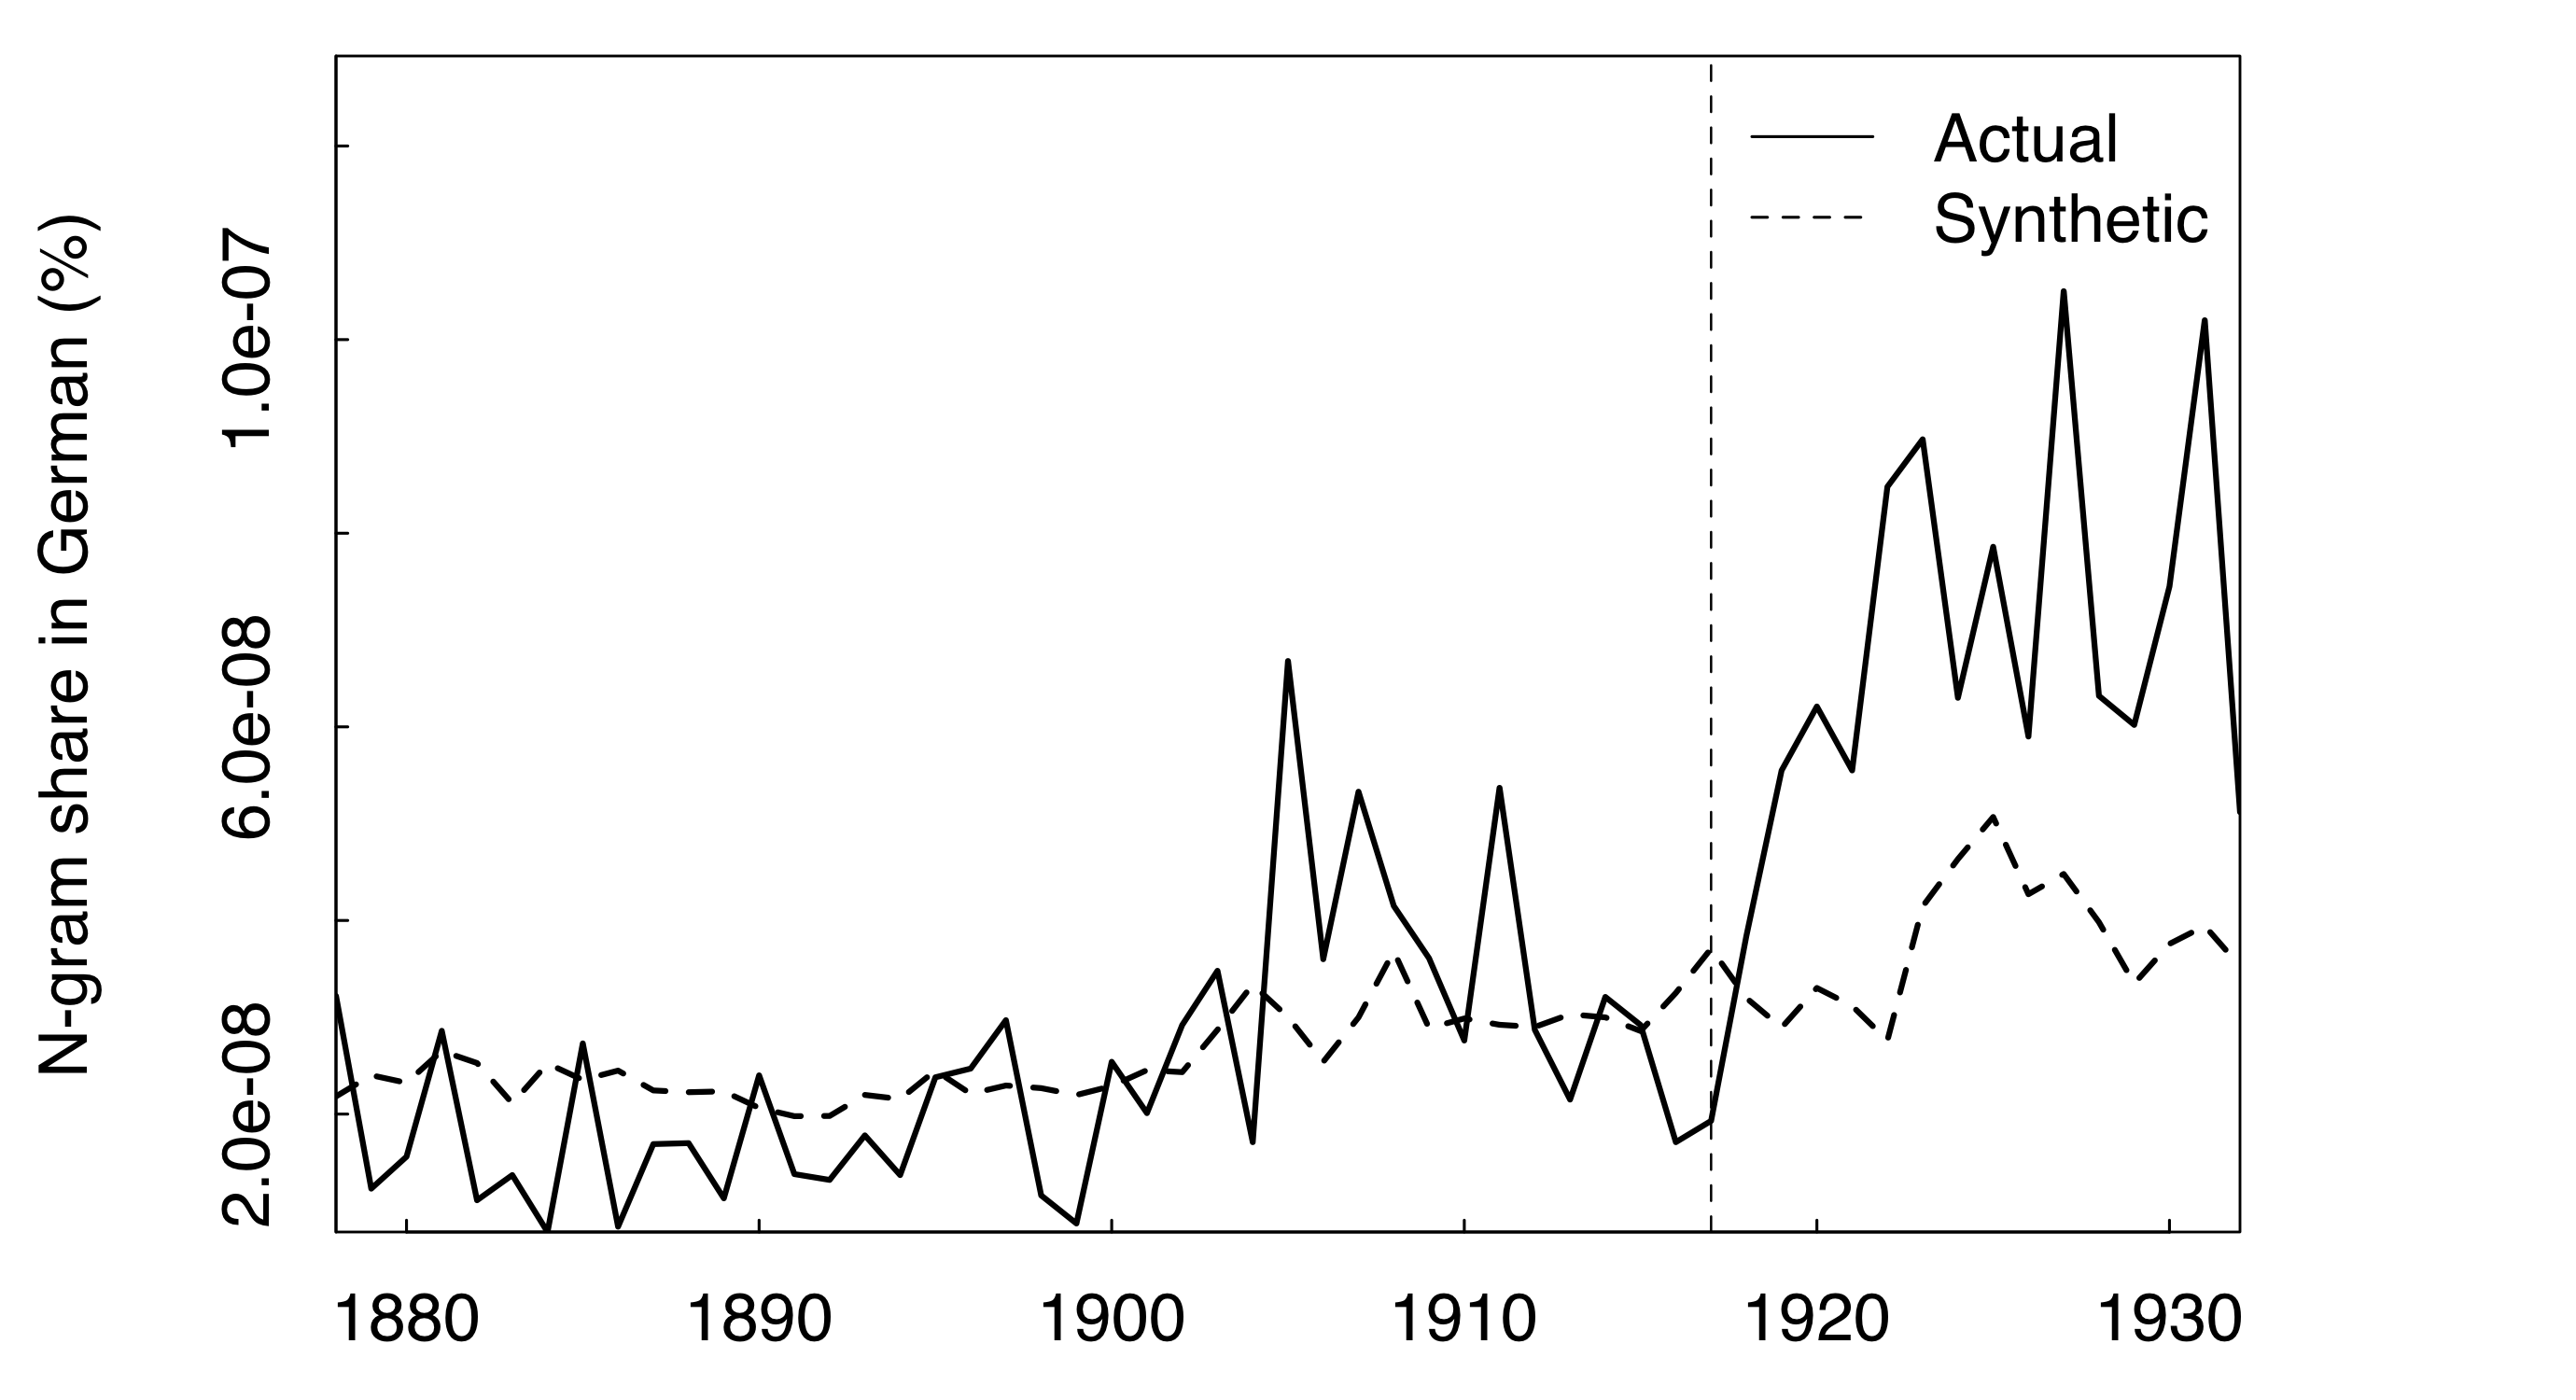 Actual
Synthetic
N-gram share in German (%)
1.0e-07
6.0e-08
2.0e-08
1880 1890 1900 1910 1920 1930